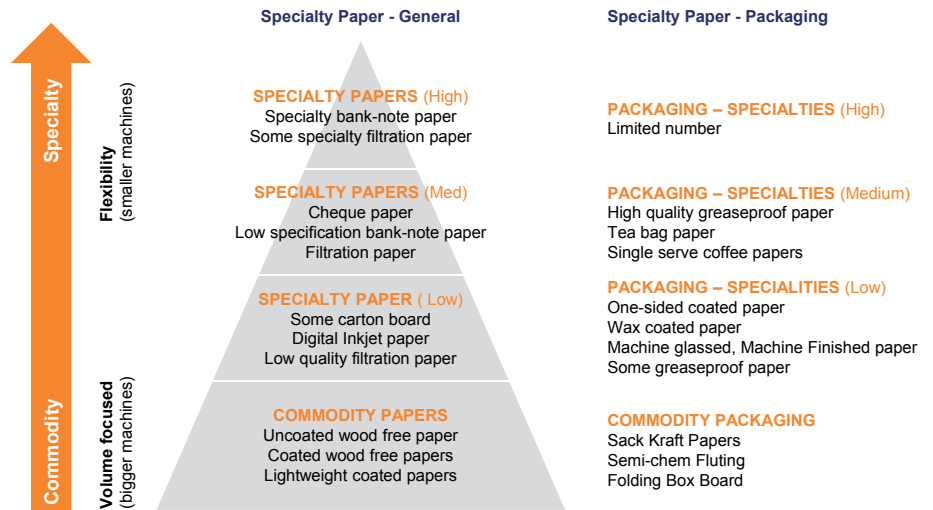 Specialty Paper - General
Specialty Paper - Packaging
Specialty
Commodity
Flexibility
(smaller machines)
Volume focused
(bigger machines)
SPECIALTY PAPERS (High)
Specialty bank-note paper
Some specialty filtration paper
SPECIALTY PAPERS (Med)
Cheque paper
Low specification bank-note paper
Filtration paper
SPECIALTY PAPER ( Low)
Some carton board
Digital Inkjet paper
Low quality filtration paper
COMMODITY PAPERS
Uncoated wood free paper
Coated wood free papers
Lightweight coated papers
PACKAGING – SPECIALTIES (High)
Limited number
PACKAGING – SPECIALTIES (Medium)
High quality greaseproof paper
Tea bag paper
Single serve coffee papers
PACKAGING – SPECIALITIES (Low)
One-sided coated paper
Wax coated paper
Machine glassed, Machine Finished paper
Some greaseproof paper
COMMODITY PACKAGING
Sack Kraft Papers
Semi-chem Fluting
Folding Box Board